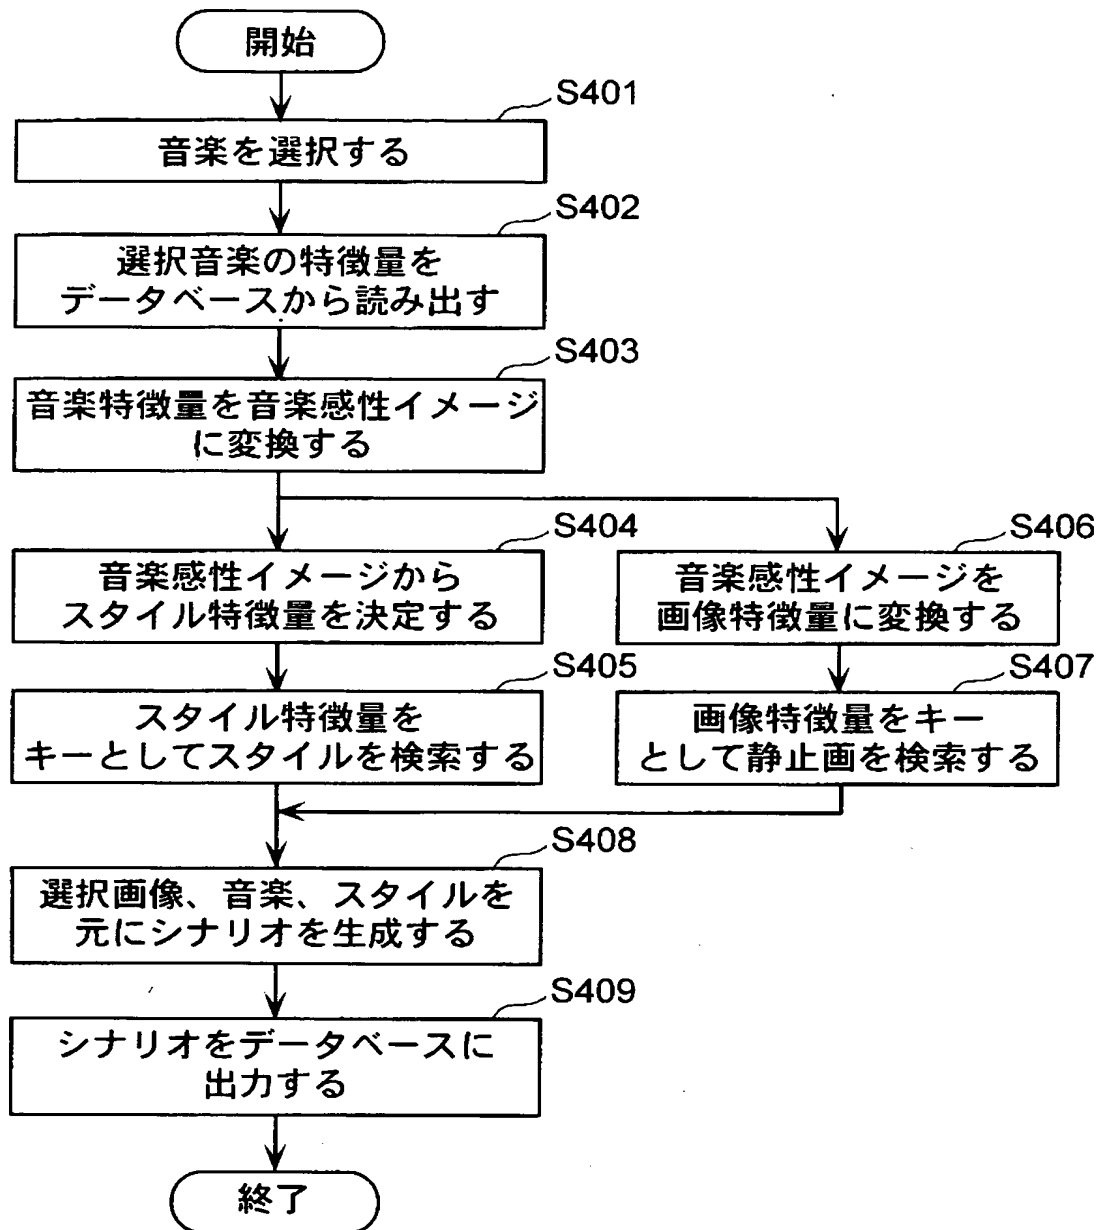 開始
S401
音楽を選択する
S402
選択音楽の特徴量を
データベースから読み出す
S403
音楽特徴量を音楽感性イメージ
に変換する
S404
音楽感性イメージから
スタイル特徴量を決定する
S405
スタイル特徴量を
キーとしてスタイルを検索する
S406
音楽感性イメージを
画像特徴量に変換する
S407
画像特徴量をキー
として静止画を検索する
S408
選択画像、音楽、スタイルを
元にシナリオを生成する
S409
シナリオをデータベースに
出力する
終了